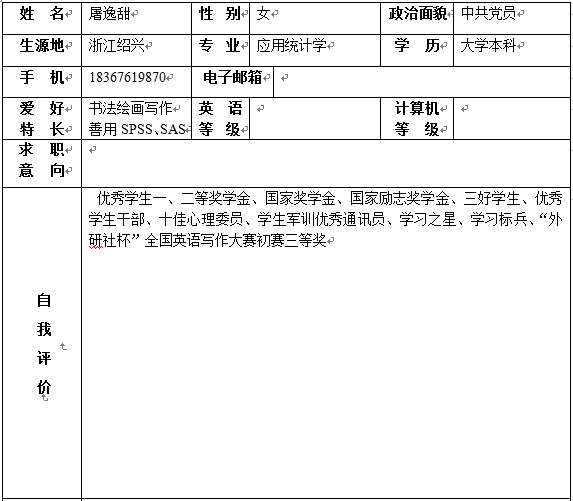 姓 名 屠逸甜 性 别 女 政治面貌 中共党员
生源地 浙江绍兴 专 业 应用统计学 学 历 大学本科
手 机 18367619870 电子邮箱
爱 好 书法绘画写作 英 语 计算机
特 长 善用 SPSS、SAS 等 级 等 级
求 职
意 向
优秀学生一、二等奖学金、国家奖学金、国家励志奖学金、三好学生、优秀
学生干部、十佳心理委员、学生军训优秀通讯员、学习之星、学习标兵、“外
研社杯”全国英语写作大赛初赛三等奖
自
我
评
价